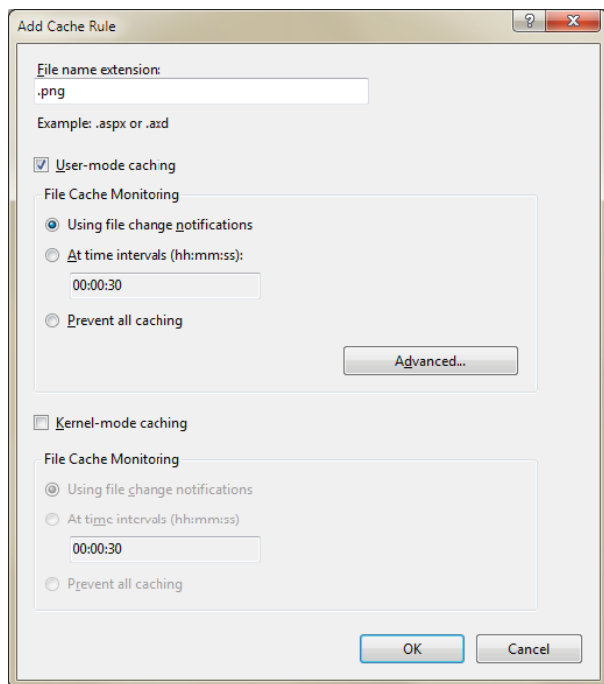 Add Cache Rule
File name extension:
.png
Example: .aspx or .axd
User-mode caching
File Cache Monitoring
Using file change notifications
At time intervals (hh:mm:ss):
00:00:30
Prevent all caching
Advanced...
Kernel-mode caching
File Cache Monitoring
Using file change notifications
At time intervals (hh:mm:ss)
00:00:30
Prevent all caching
OK
Cancel